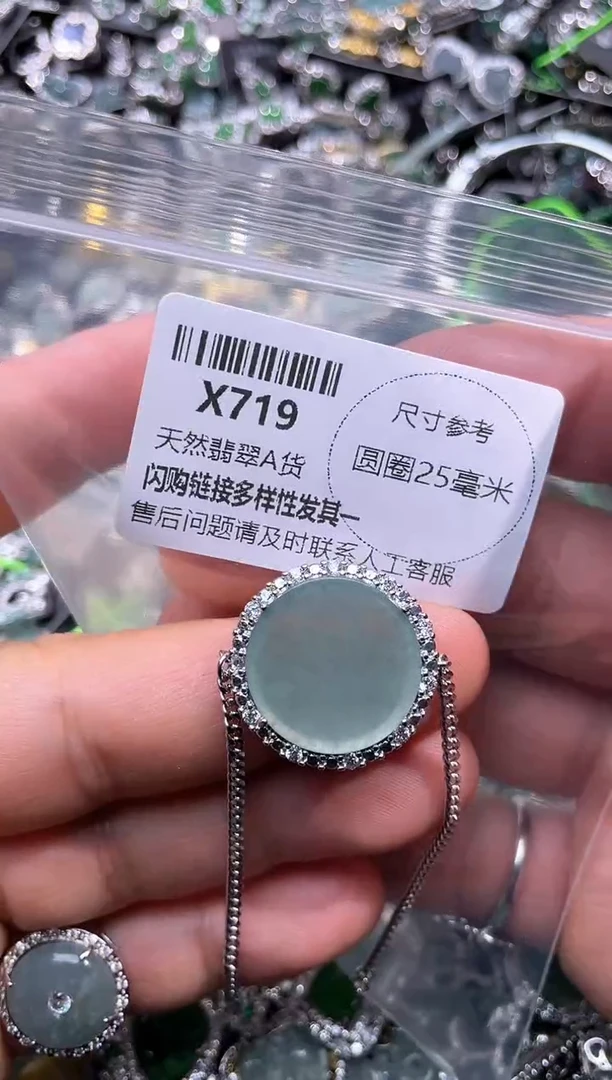 X719
天然翡翠A货
闪购链接多样性发其一
售后问题请及时联系人工客服
尺寸参考
圆圈25毫米